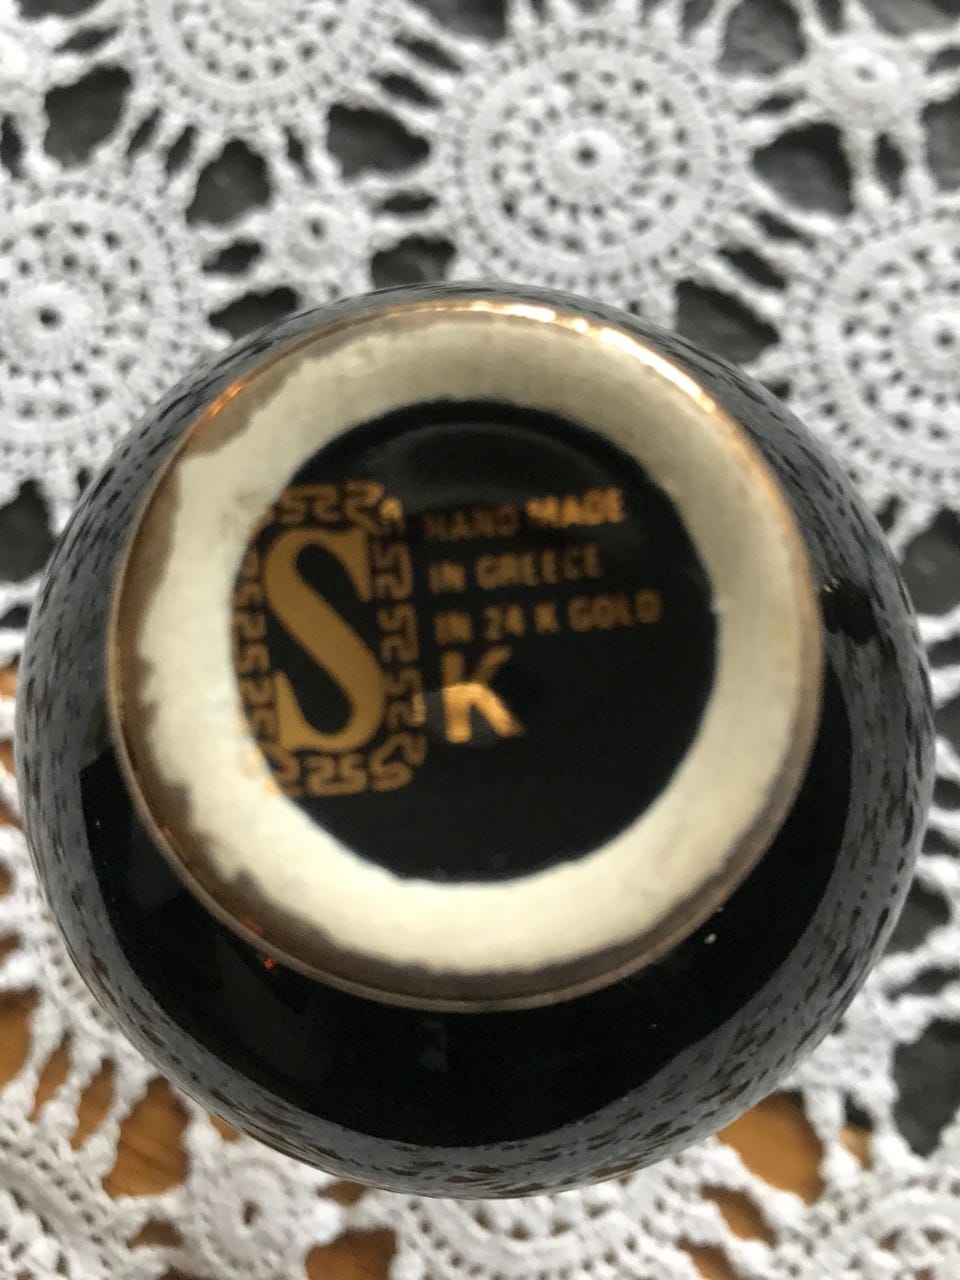 S
HAND MADE
IN GREECE
IN 24 K GOLD
K